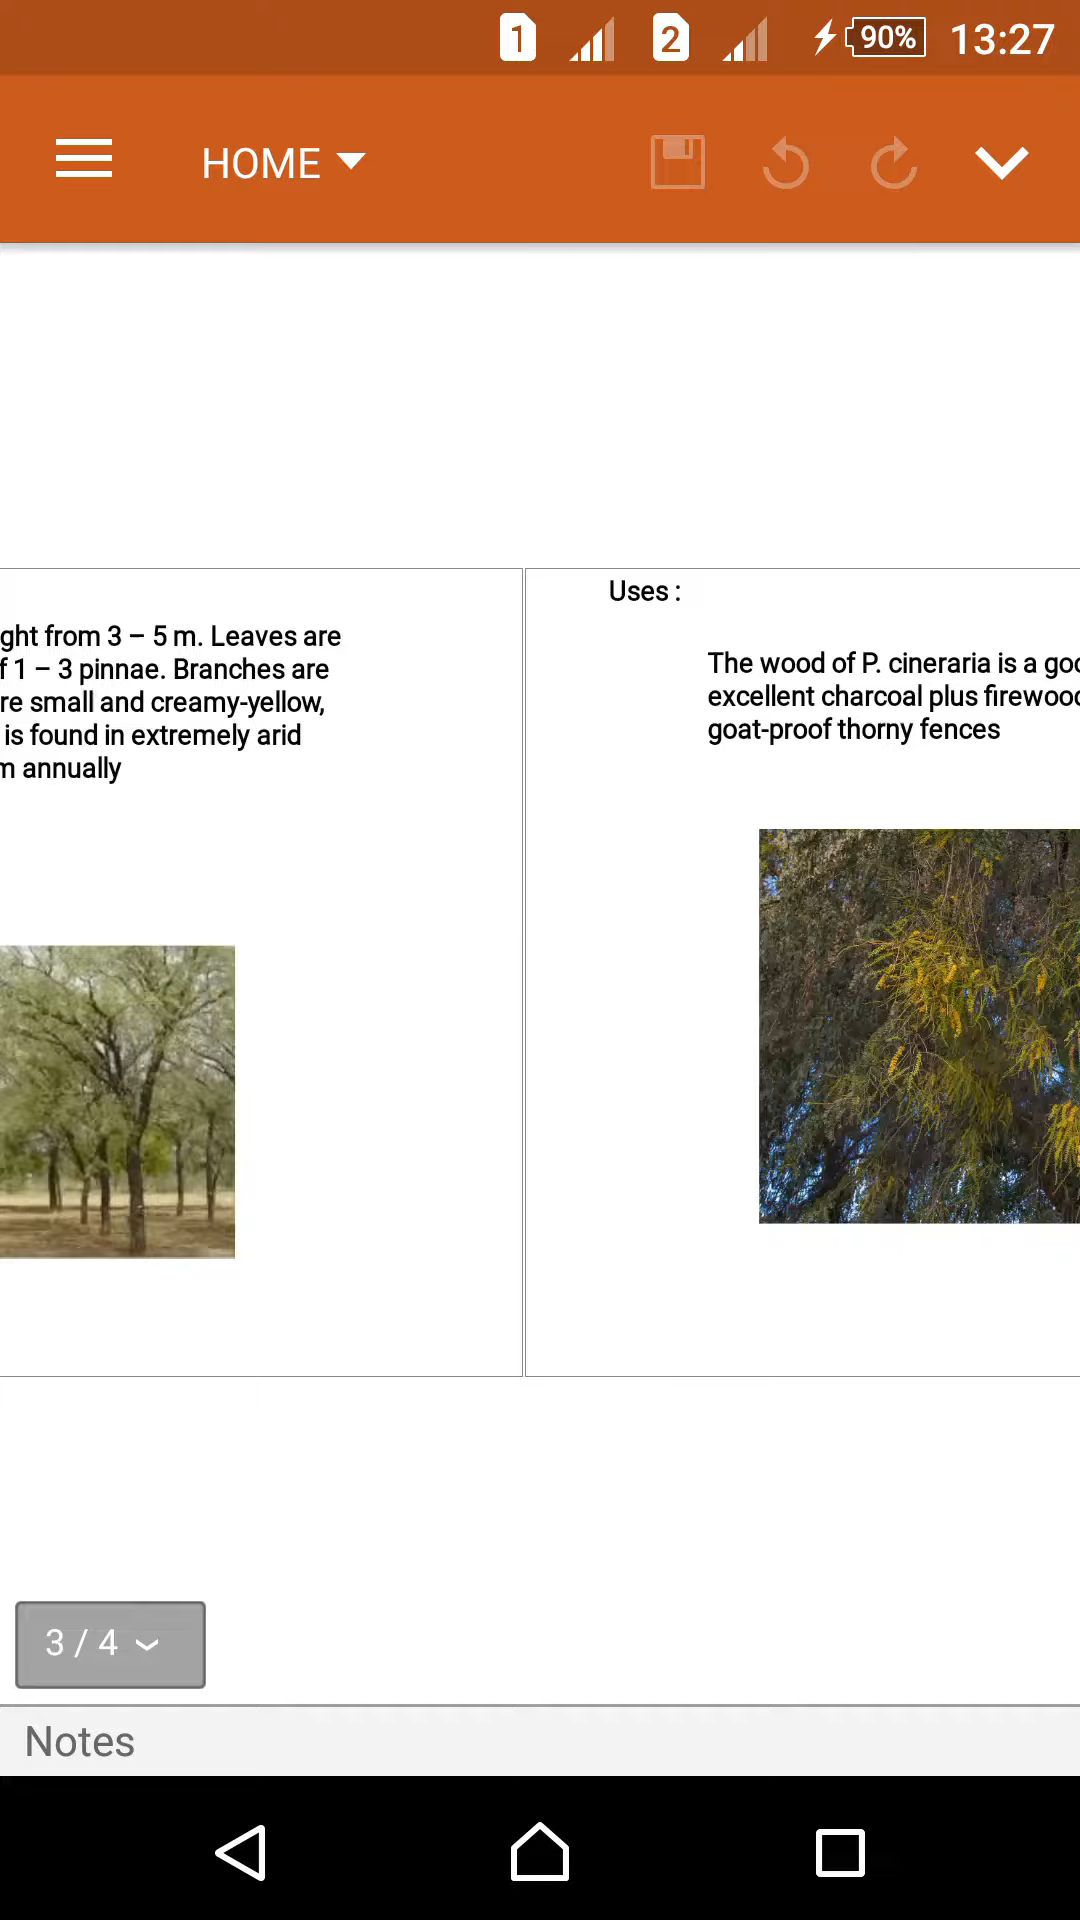 1 2 90% 13:27
HOME
ght from 3 – 5 m. Leaves are
f 1 – 3 pinnae. Branches are
re small and creamy-yellow,
is found in extremely arid
m annually
Uses :
The wood of P. cineraria is a goo
excellent charcoal plus firewood
goat-proof thorny fences
3 / 4
Notes